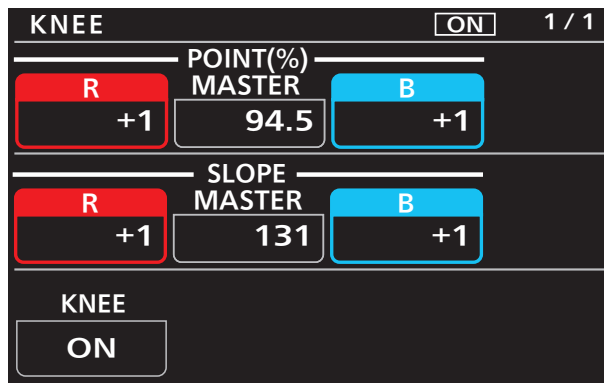 KNEE ON 1 / 1
POINT(%)
R MASTER B
+1 94.5 +1
SLOPE
R MASTER B
+1 131 +1
KNEE
ON